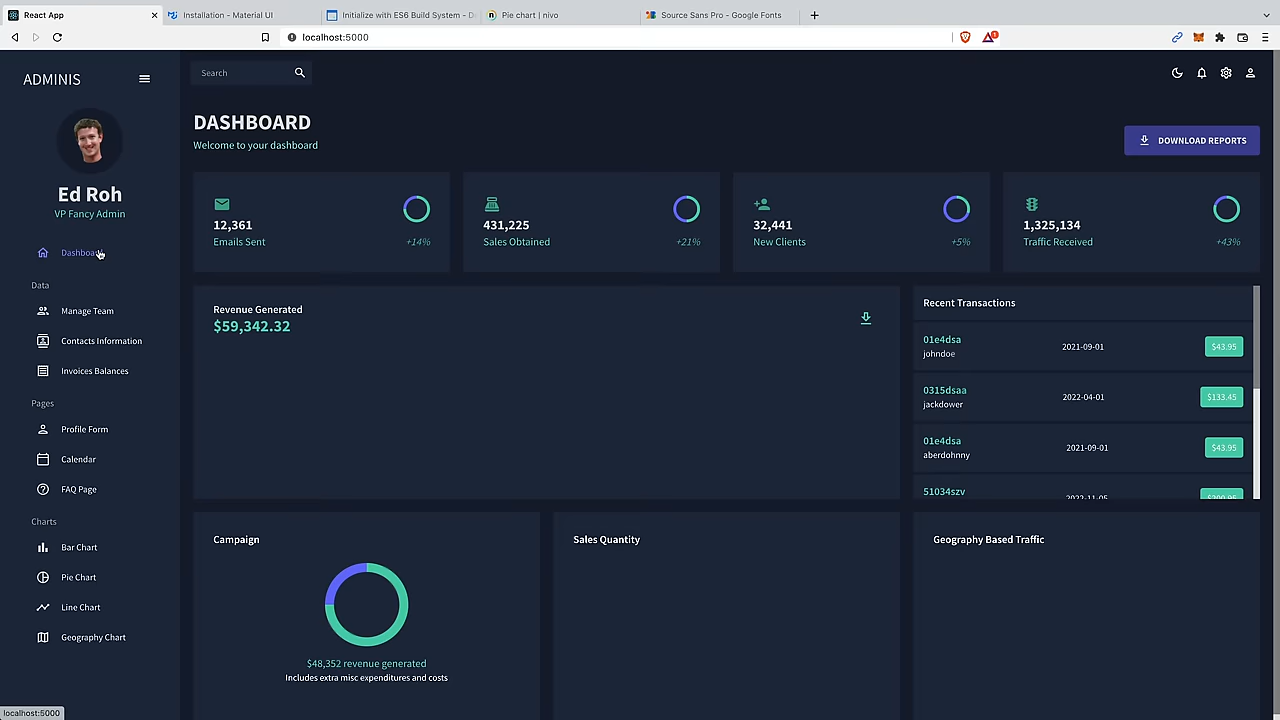 React App
Installation - Material UI
Initialize with ES6 Build System - D
Pie chart | nivo
Source Sans Pro - Google Fonts
localhost:5000
ADMINIS
Search
Ed Roh
VP Fancy Admin
Dashboard
Data
Manage Team
Contacts Information
Invoices Balances
Pages
Profile Form
Calendar
FAQ Page
Charts
Bar Chart
Pie Chart
Line Chart
Geography Chart
DASHBOARD
Welcome to your dashboard
DOWNLOAD REPORTS
12,361
Emails Sent
+14%
431,225
Sales Obtained
+21%
32,441
New Clients
+5%
1,325,134
Traffic Received
+43%
Revenue Generated
$59,342.32
Recent Transactions
01e4dsa
johndoe
2021-09-01
$43.95
0315dsaa
jackdower
2022-04-01
$133.45
01e4dsa
aberdohnny
2021-09-01
$43.95
51034szv
2022-11-05
$200.95
Campaign
$48,352 revenue generated
Includes extra misc expenditures and costs
Sales Quantity
Geography Based Traffic
localhost:5000